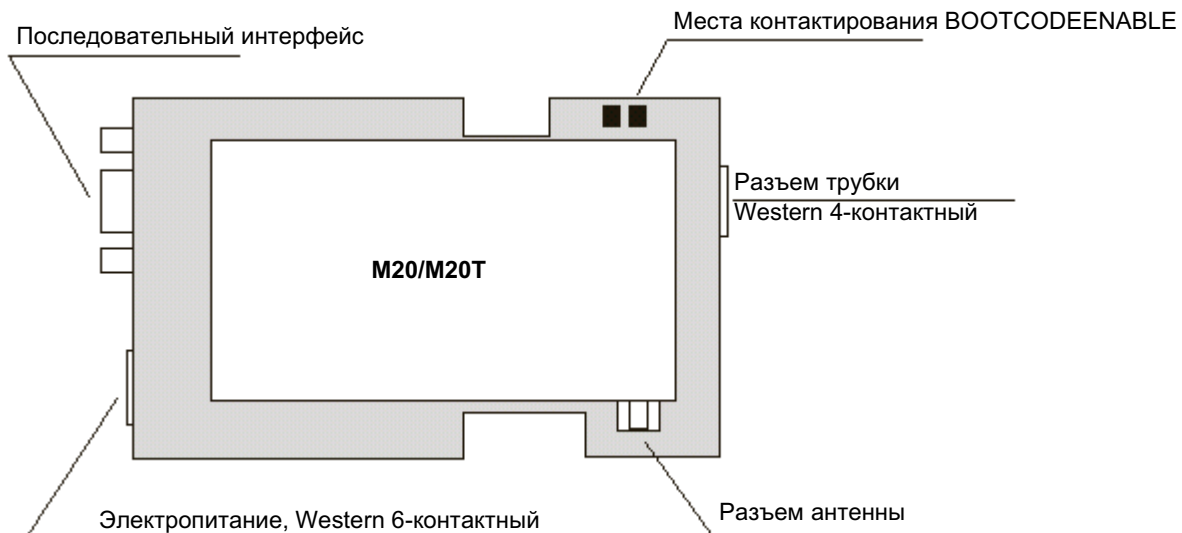 Места контактирования BOOTCODEENABLE
Последовательный интерфейс
Разъем трубки
Western 4-контактный
M20/M20T
Электропитание, Western 6-контактный
Разъем антенны